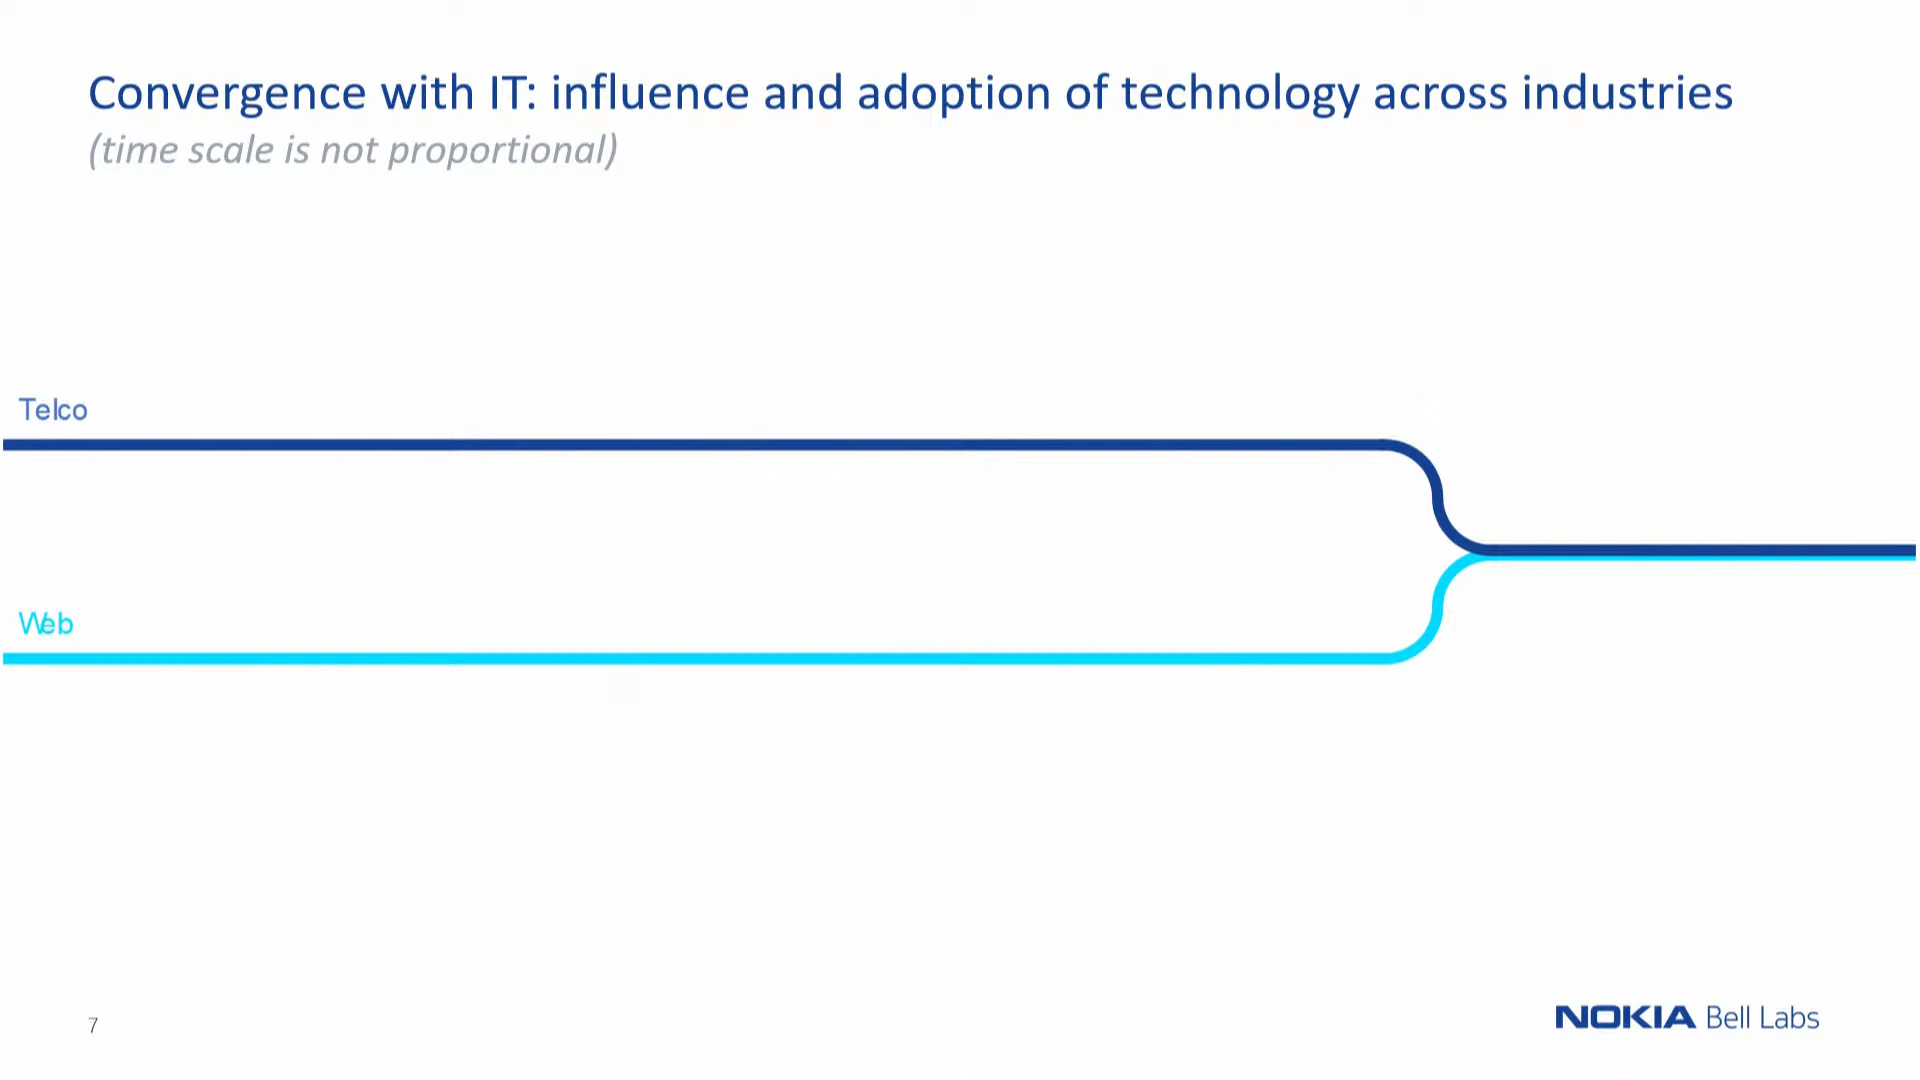 Convergence with IT: influence and adoption of technology across industries
(time scale is not proportional)
Telco
Web
7
NOKIA Bell Labs